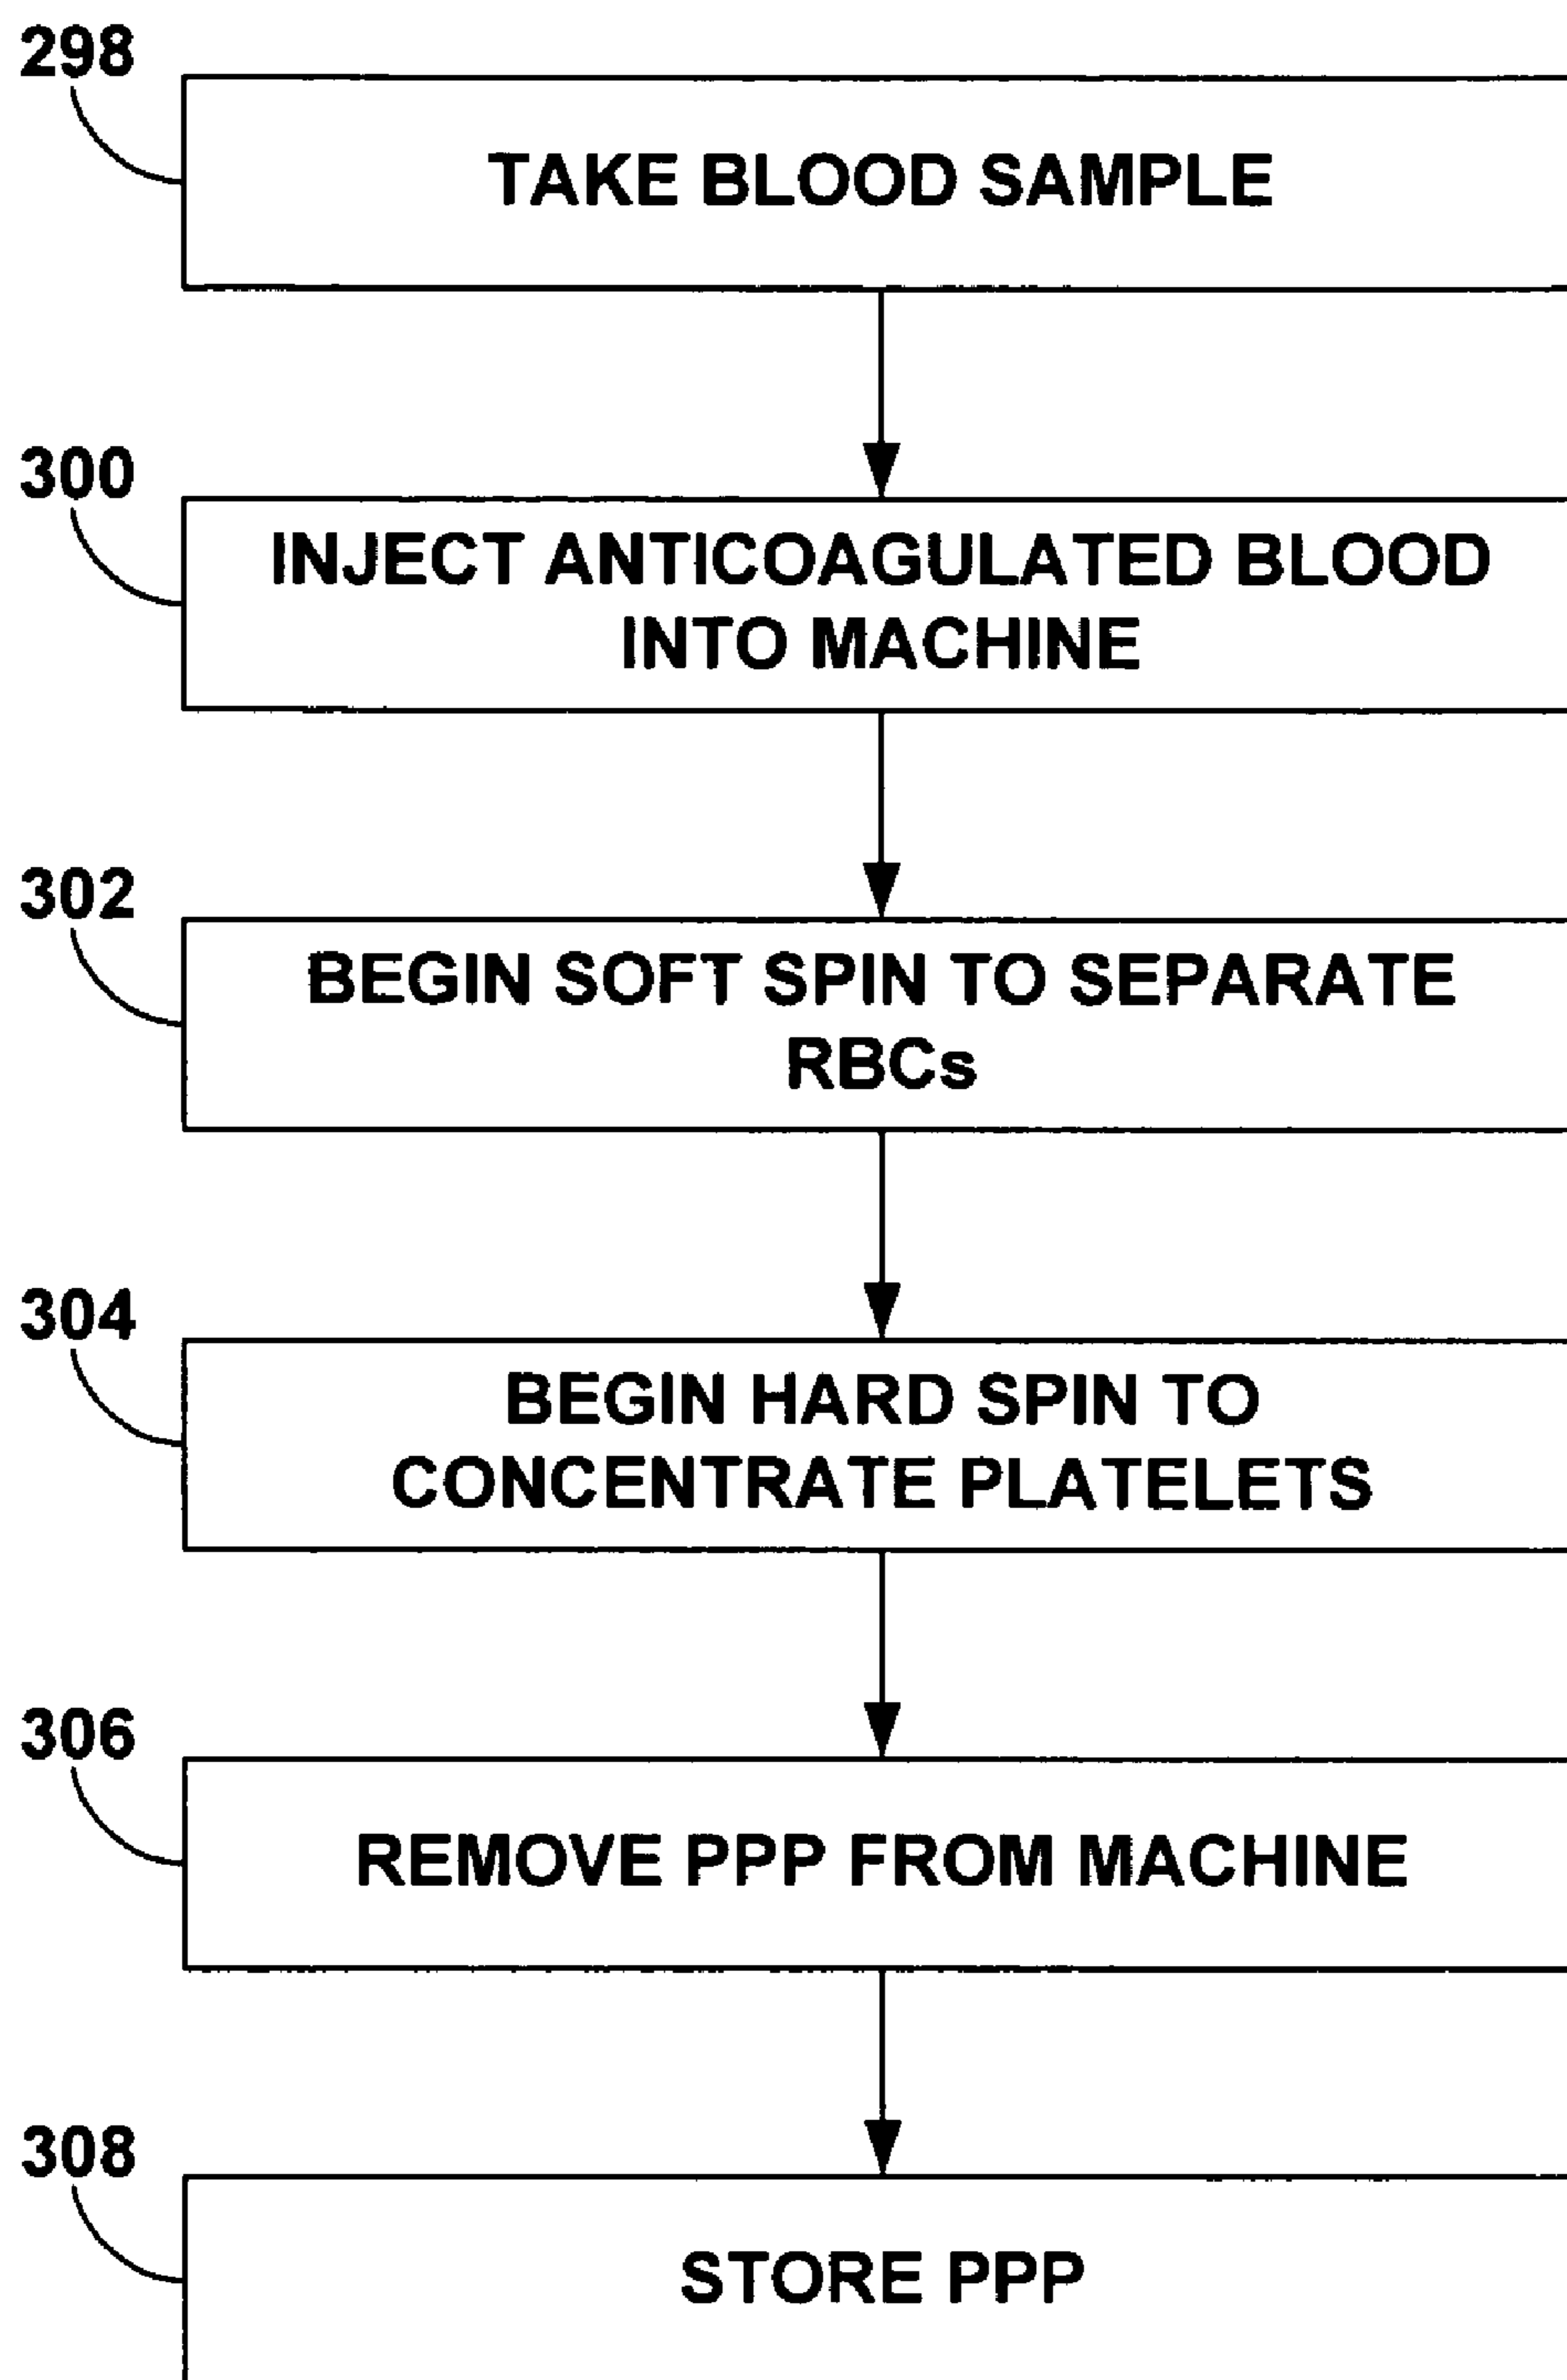 298
TAKE BLOOD SAMPLE
300
INJECT ANTICOAGULATED BLOOD
INTO MACHINE
302
BEGIN SOFT SPIN TO SEPARATE
RBCs
304
BEGIN HARD SPIN TO
CONCENTRATE PLATELETS
306
REMOVE PPP FROM MACHINE
308
STORE PPP